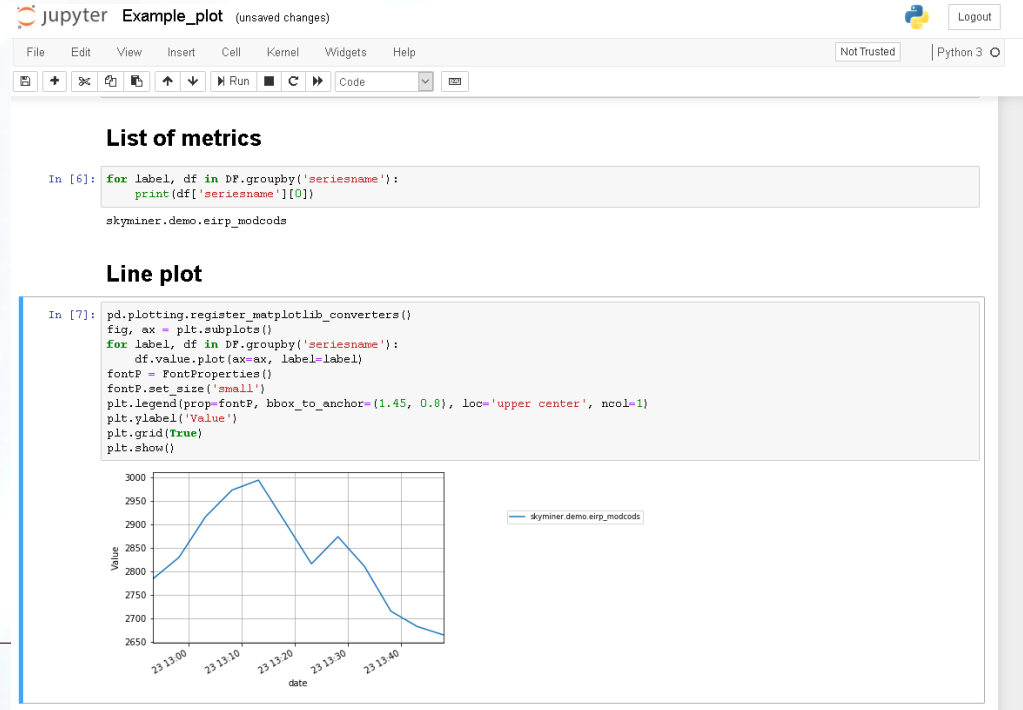 jupyter Example_plot (unsaved changes)
Logout
File Edit View Insert Cell Kernel Widgets Help
Not Trusted
Python 3
Run
Code
List of metrics
In [6]:
for label, df in DF.groupby('seriesname'):
    print(df['seriesname'][0])
skyminer.demo.eirp_modcods
Line plot
In [7]:
pd.plotting.register_matplotlib_converters()
fig, ax = plt.subplots()
for label, df in DF.groupby('seriesname'):
    df.value.plot(ax=ax, label=label)
fontP = FontProperties()
fontP.set_size('small')
plt.legend(prop=fontP, bbox_to_anchor=(1.45, 0.8), loc='upper center', ncol=1)
plt.ylabel('Value')
plt.grid(True)
plt.show()
3000
2950
2900
2850
2800
2750
2700
2650
Value
23 13:00
23 13:10
23 13:20
23 13:30
23 13:40
date
skyminer.demo.eirp_modcods